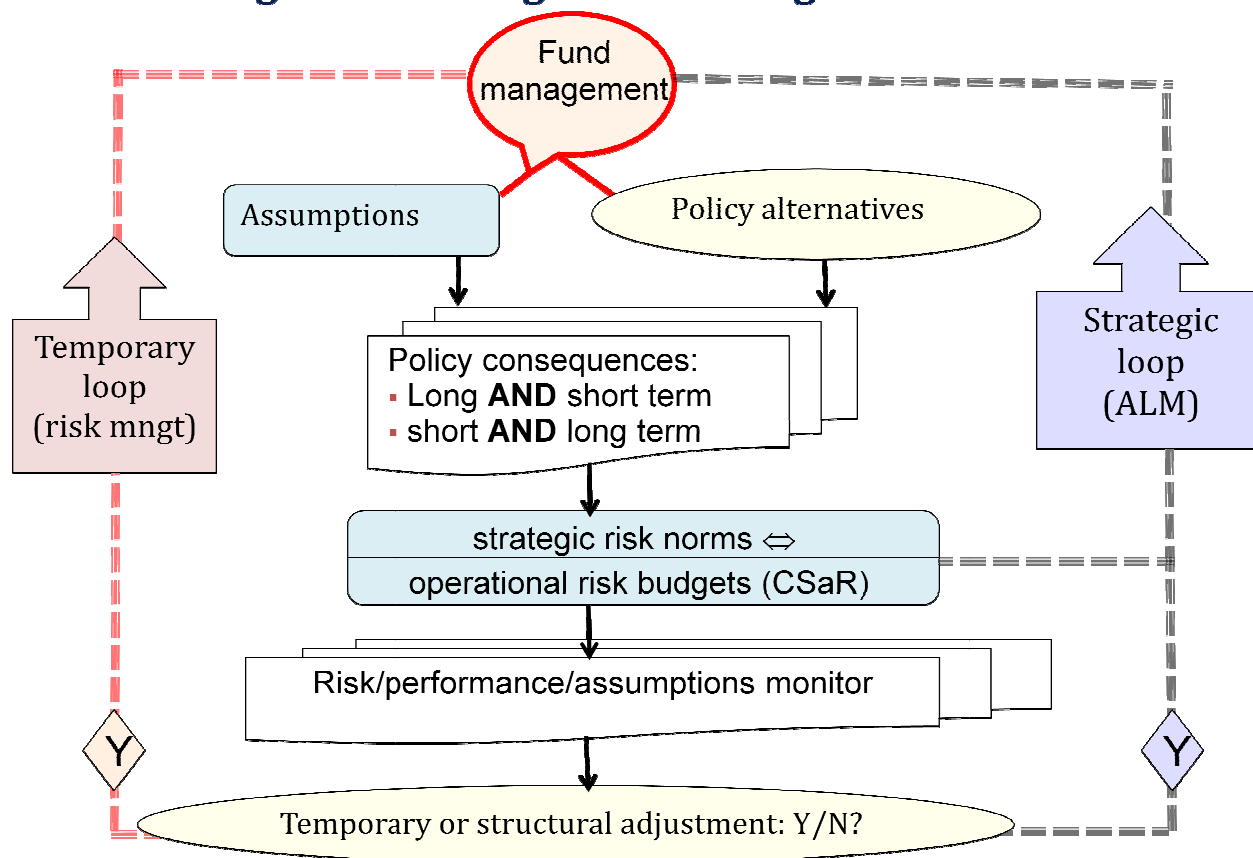 Fund
management
Assumptions
Policy alternatives
Temporary
loop
(risk mngt)
Strategic
loop
(ALM)
Policy consequences:
▪ Long AND short term
▪ short AND long term
strategic risk norms ⇔
operational risk budgets (CSaR)
Risk/performance/assumptions monitor
Y
Y
Temporary or structural adjustment: Y/N?